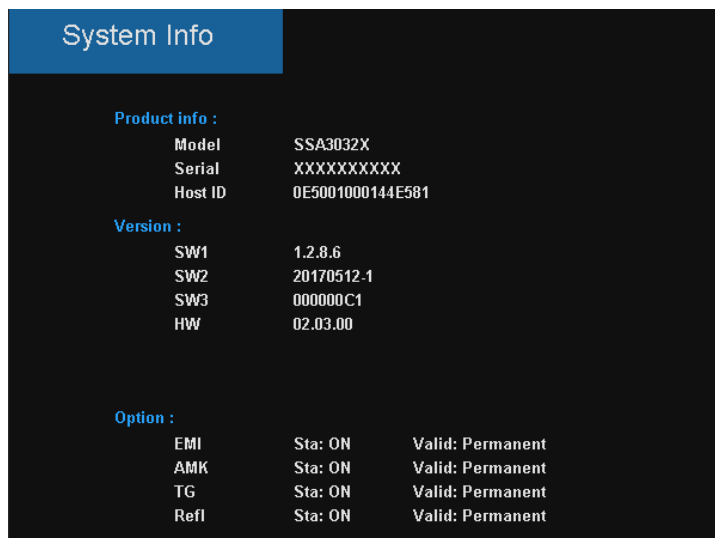 System Info
Product info :
Model SSA3032X
Serial XXXXXXXXXX
Host ID 0E5001000144E581
Version :
SW1 1.2.8.6
SW2 20170512-1
SW3 000000C1
HW 02.03.00
Option :
EMI Sta: ON Valid: Permanent
AMK Sta: ON Valid: Permanent
TG Sta: ON Valid: Permanent
Refl Sta: ON Valid: Permanent